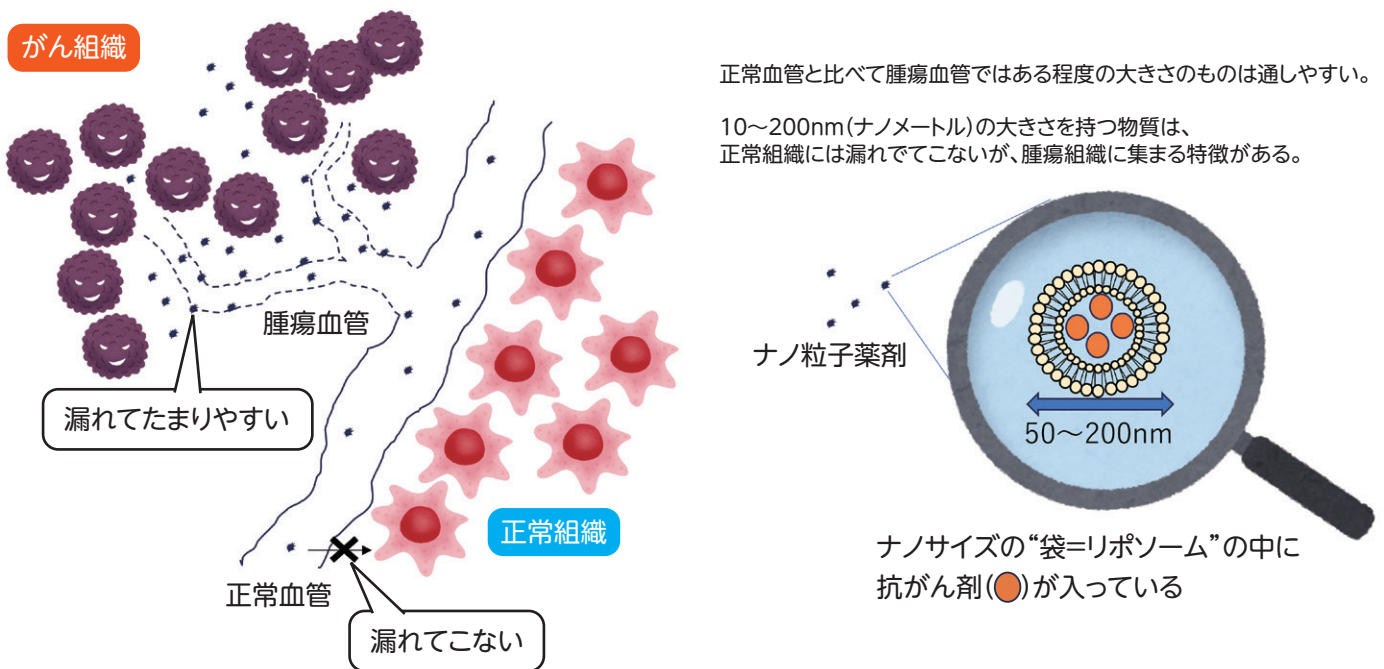 がん組織
腫瘍血管
漏れてたまりやすい
正常組織
正常血管
漏れてこない
正常血管と比べて腫瘍血管ではある程度の大きさのものは通しやすい。
10〜200nm(ナノメートル)の大きさを持つ物質は、
正常組織には漏れでてこないが、腫瘍組織に集まる特徴がある。
ナノ粒子薬剤
50〜200nm
ナノサイズの“袋=リポソーム”の中に
抗がん剤( )が入っている